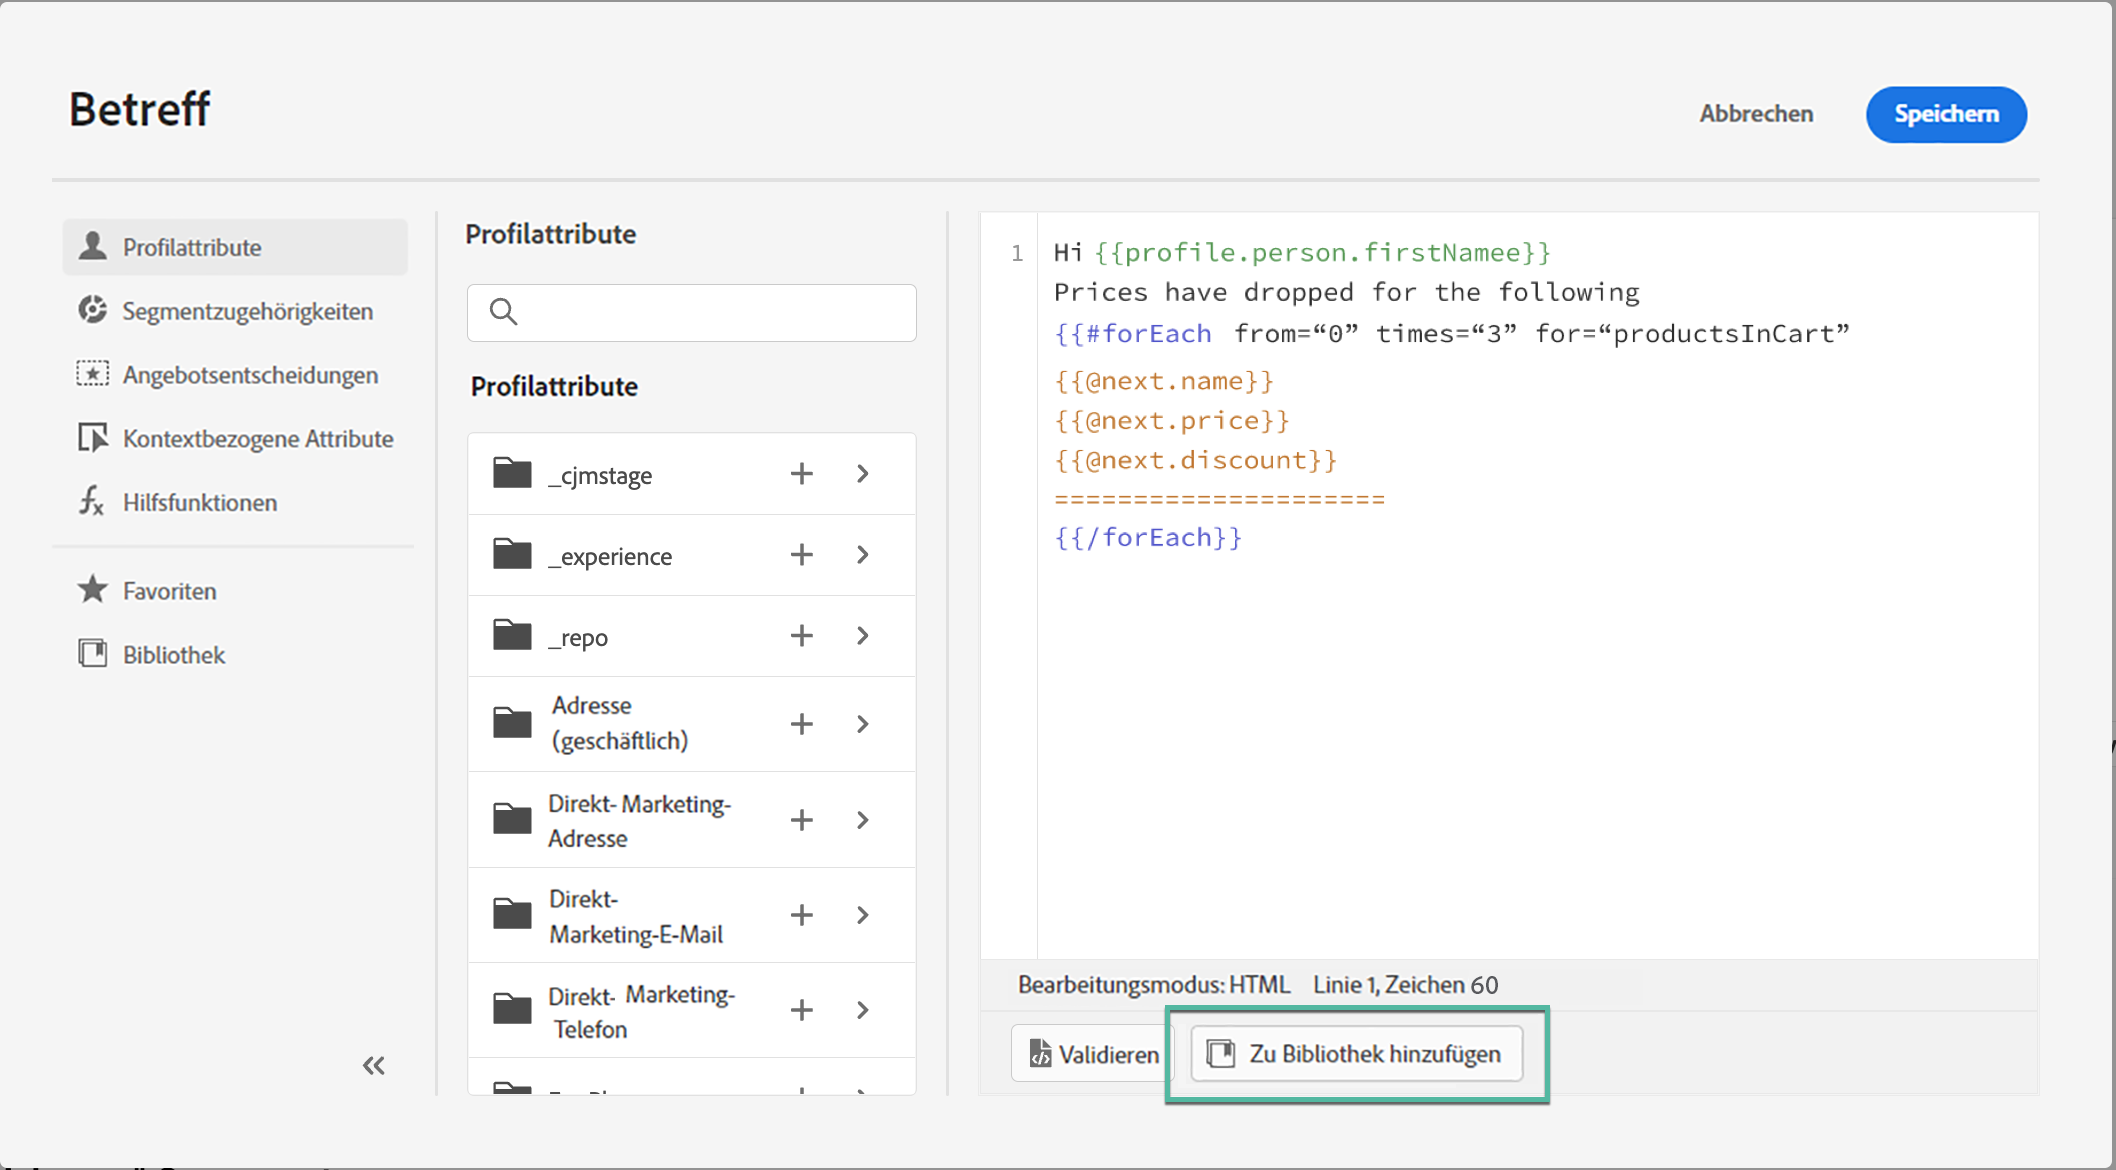 Betreff
Abbrechen
Speichern
Profilattribute
Segmentzugehörigkeiten
Angebotsentscheidungen
Kontextbezogene Attribute
Hilfsfunktionen
Favoriten
Bibliothek
Profilattribute
Profilattribute
_cjmstage
_experience
_repo
Adresse
(geschäftlich)
Direkt- Marketing-
Adresse
Direkt-
Marketing-E-Mail
Direkt- Marketing-
Telefon
1
Hi {{profile.person.firstNamee}}
Prices have dropped for the following
{{#forEach from=“0” times=“3” for=“productsInCart”
{{@next.name}}
{{@next.price}}
{{@next.discount}}
=====================
{{/forEach}}
Bearbeitungsmodus: HTML Linie 1, Zeichen 60
Validieren
Zu Bibliothek hinzufügen